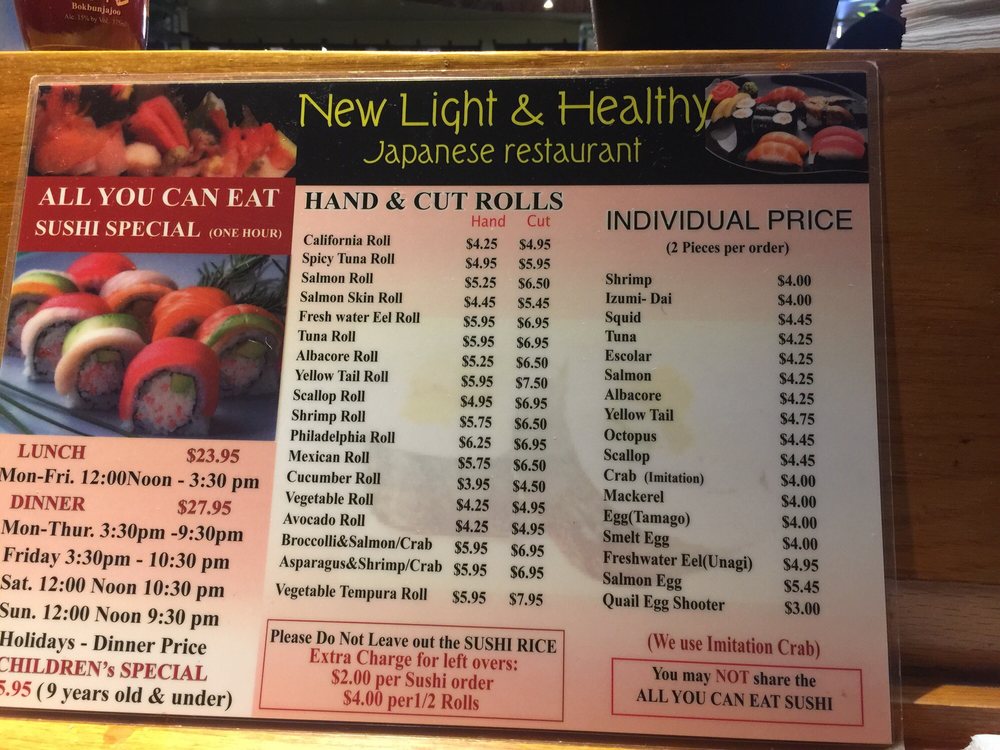 Bokbunjajoo
Alc. 15% by Vol. 375ml
New Light & Healthy
Japanese restaurant
ALL YOU CAN EAT
SUSHI SPECIAL (ONE HOUR)
LUNCH $23.95
Mon-Fri. 12:00Noon - 3:30 pm
DINNER $27.95
Mon-Thur. 3:30pm -9:30pm
Friday 3:30pm - 10:30 pm
Sat. 12:00 Noon 10:30 pm
Sun. 12:00 Noon 9:30 pm
Holidays - Dinner Price
CHILDREN's SPECIAL
5.95 ( 9 years old & under)
HAND & CUT ROLLS
Hand Cut
California Roll $4.25 $4.95
Spicy Tuna Roll $4.95 $5.95
Salmon Roll $5.25 $6.50
Salmon Skin Roll $4.45 $5.45
Fresh water Eel Roll $5.95 $6.95
Tuna Roll $5.95 $6.95
Albacore Roll $5.25 $6.50
Yellow Tail Roll $5.95 $7.50
Scallop Roll $4.95 $6.95
Shrimp Roll $5.75 $6.50
Philadelphia Roll $6.25 $6.95
Mexican Roll $5.75 $6.50
Cucumber Roll $3.95 $4.50
Vegetable Roll $4.25 $4.95
Avocado Roll $4.25 $4.95
Broccolli&Salmon/Crab $5.95 $6.95
Asparagus&Shrimp/Crab $5.95 $6.95
Vegetable Tempura Roll $5.95 $7.95
Please Do Not Leave out the SUSHI RICE
Extra Charge for left overs:
$2.00 per Sushi order
$4.00 per1/2 Rolls
INDIVIDUAL PRICE
(2 Pieces per order)
Shrimp $4.00
Izumi- Dai $4.00
Squid $4.45
Tuna $4.25
Escolar $4.25
Salmon $4.25
Albacore $4.25
Yellow Tail $4.75
Octopus $4.45
Scallop $4.45
Crab (Imitation) $4.00
Mackerel $4.00
Egg(Tamago) $4.00
Smelt Egg $4.00
Freshwater Eel(Unagi) $4.95
Salmon Egg $5.45
Quail Egg Shooter $3.00
(We use Imitation Crab)
You may NOT share the
ALL YOU CAN EAT SUSHI